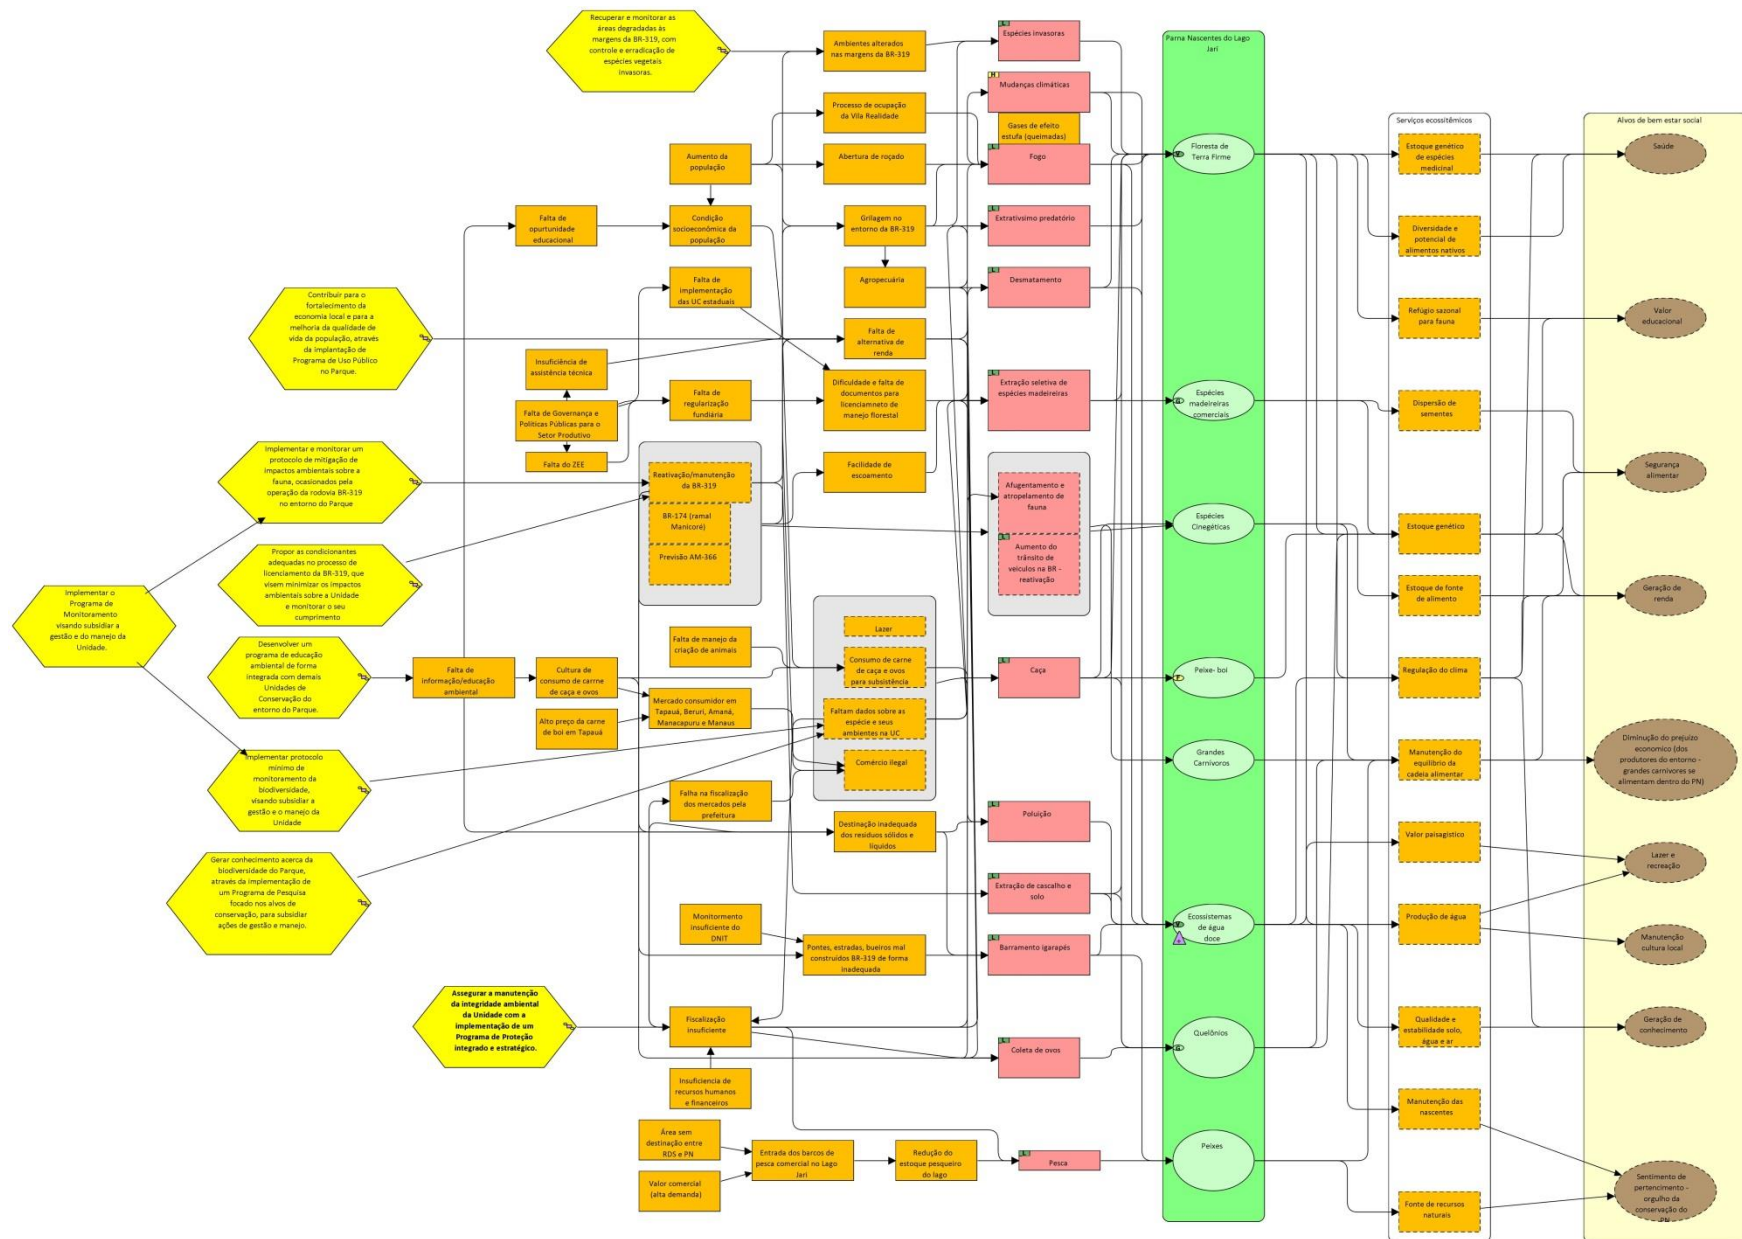 Recuperar e monitorar as
áreas degradadas às
margens da BR-319, com
controle e erradicação de
espécies vegetais
invasoras.
Contribuir para o
fortalecimento da
economia local e para a
melhoria da qualidade de
vida da população, através
da implantação de
Programa de Uso Público
no Parque.
Implementar e monitorar um
protocolo de mitigação de
impactos ambientais sobre a
fauna, ocasionados pela
operação da rodovia BR-319
no entorno do Parque
Propor as condicionantes
adequadas no processo de
licenciamento da BR-319, que
visem minimizar os impactos
ambientais sobre a Unidade
e monitorar o seu
cumprimento
Implementar o
Programa de
Monitoramento
visando subsidiar a
gestão e do manejo da
Unidade.
Desenvolver um
programa de educação
ambiental de forma
integrada com demais
Unidades de
Conservação do
entorno do Parque.
Implementar protocolo
mínimo de
monitoramento da
biodiversidade,
visando subsidiar a
gestão e o manejo da
Unidade
Gerar conhecimento acerca da
biodiversidade do Parque,
através da implementação de
um Programa de Pesquisa
focado nos alvos de
conservação, para subsidiar
ações de gestão e manejo.
Assegurar a manutenção
da integridade ambiental
da Unidade com a
implementação de um
Programa de Proteção
integrado e estratégico.
Falta de
oportunidade
educacional
Insuficiência de
assistência técnica
Falta de Governança e
Políticas Públicas para o
Setor Produtivo
Falta do ZEE
Falta de
informação/educação
ambiental
Cultura de
consumo de carrne
de caça e ovos
Alto preço da carne
de boi em Tapauá
Aumento da
população
Condição
socioeconômica da
população
Falta de
implementação
das UC estaduais
Falta de
regularização
fundiária
Reativação/manutenção
da BR-319
BR-174 (ramal
Manicoré)
Previsão AM-366
Falta de manejo da
criação de animais
Mercado consumidor em
Tapauá, Beruri, Amanã,
Manacapuru e Manaus
Falha na fiscalização
dos mercados pela
prefeitura
Monitormento
insuficiente do
DNIT
Fiscalização
insuficiente
Insuficiencia de
recursos humanos
e financeiros
Área sem
destinação entre
RDS e PN
Valor comercial
(alta demanda)
Ambientes alterados
nas margens da BR-319
Processo de ocupação
da Vila Realidade
Abertura de roçado
Grilagem no
entorno da BR-319
Agropecuária
Falta de
alternativa de
renda
Dificuldade e falta de
documentos para
licenciamneto de
manejo florestal
Facilidade de
escoamento
Lazer
Consumo de carne
de caça e ovos
para subsistência
Faltam dados sobre as
espécie e seus
ambientes na UC
Comércio ilegal
Destinação inadequada
dos resíduos sólidos e
líquidos
Pontes, estradas, bueiros mal
construídos BR-319 de forma
inadequada
Entrada dos barcos de
pesca comercial no Lago
Jari
Redução do
estoque pesqueiro
do lago
L
Espécies invasoras
H
Mudanças climáticas
Gases de efeito
estufa (queimadas)
L
Fogo
L
Extrativsimo predatório
L
Desmatamento
L
Extração seletiva de
espécies madeireiras
Afugentamento e
atropelamento de
fauna
L
Aumento do
trânsito de
veiculos na BR -
reativação
L
Caça
L
Poluição
L
Extração de cascalho e
solo
L
Barramento igarapés
L
Coleta de ovos
L
Pesca
Parna Nascentes do Lago
Jari
Floresta de
Terra Firme
Espécies
madeireiras
comerciais
Espécies
Cinegéticas
Peixe- boi
Grandes
Carnívoros
Ecossistemas
de água
doce
Quelônios
Peixes
Serviços ecossitêmicos
Estoque genético
de espécies
medicinal
Diversidade e
potencial de
alimentos nativos
Refúgio sazonal
para fauna
Dispersão de
sementes
Estoque genético
Estoque de fonte
de alimento
Regulação do clima
Manutenção do
equilíbrio da
cadeia alimentar
Valor paisagistico
Produção de água
Qualidade e
estabilidade solo,
água e ar
Manutenção das
nascentes
Fonte de recursos
naturais
Alvos de bem estar social
Saúde
Valor
educacional
Segurança
alimentar
Geração de
renda
Diminuição do prejuízo
economico (dos
produtores do entorno -
grandes carnivores se
alimentam dentro do PN)
Lazer e
recreação
Manutenção
cultura local
Geração de
conhecimento
Sentimento de
pertencimento -
orgulho da
conservação do
PN